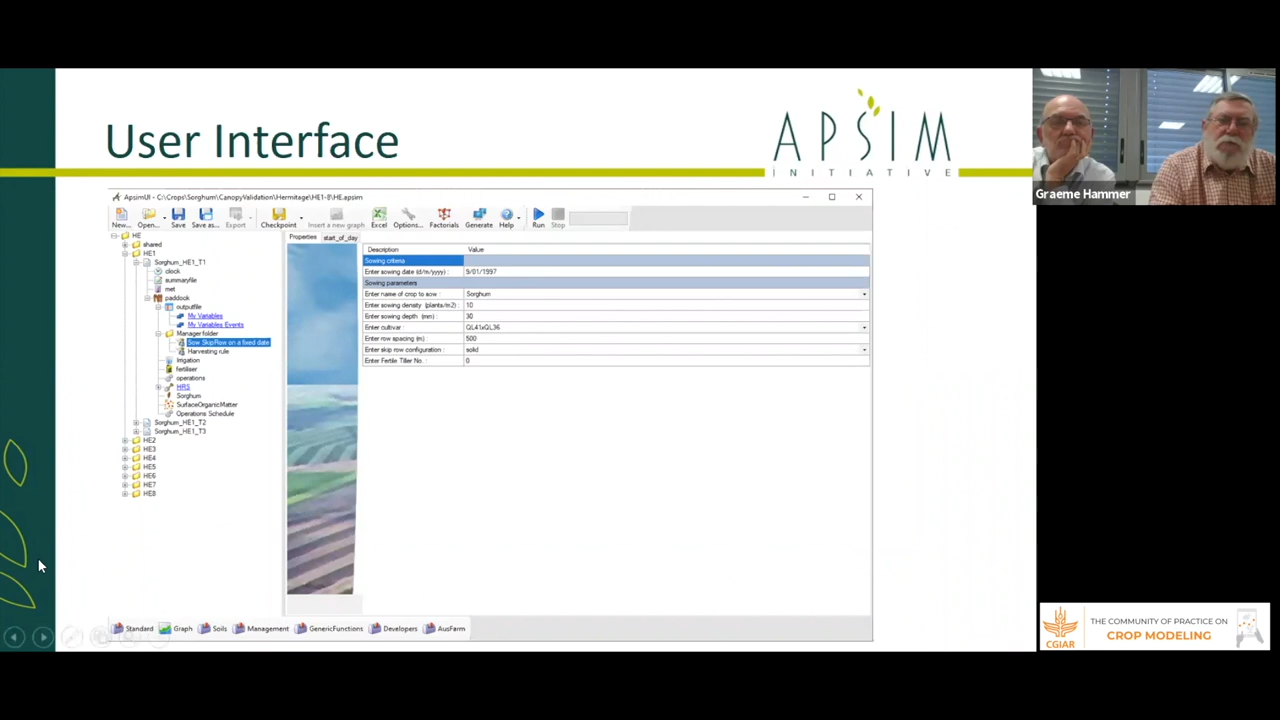 User Interface
APSIM
INITIATIVE
Graeme Hammer
ApsimUI - C:\Crops\Sorghum\CanopyValidation\Hermitage\HE1-8\HE.apsim
New... Open... Save Save as... Export Checkpoint Insert a new graph Excel Options... Factorials Generate Help Run Stop
HE
shared
HE1
Sorghum_HE1_T1
clock
summaryfile
met
paddock
outputfile
My Variables
My Variables Events
Manager folder
Sow SkipRow on a fixed date
Harvesting rule
Irrigation
fertiliser
operations
HRS
Sorghum
SurfaceOrganicMatter
Operations Schedule
Sorghum_HE1_T2
Sorghum_HE1_T3
HE2
HE3
HE4
HE5
HE6
HE7
HE8
Properties start_of_day
Description Value
Sowing criteria
Enter sowing date (d/m/yyyy) : 9/01/1997
Sowing parameters
Enter name of crop to sow : Sorghum
Enter sowing density (plants/m2) : 10
Enter sowing depth (mm) : 30
Enter cultivar : QL41xQL36
Enter row spacing (m) : 500
Enter skip row configuration : solid
Enter Fertile Tiller No. : 0
Standard Graph Soils Management GenericFunctions Developers AusFarm
CGIAR
THE COMMUNITY OF PRACTICE ON
CROP MODELING